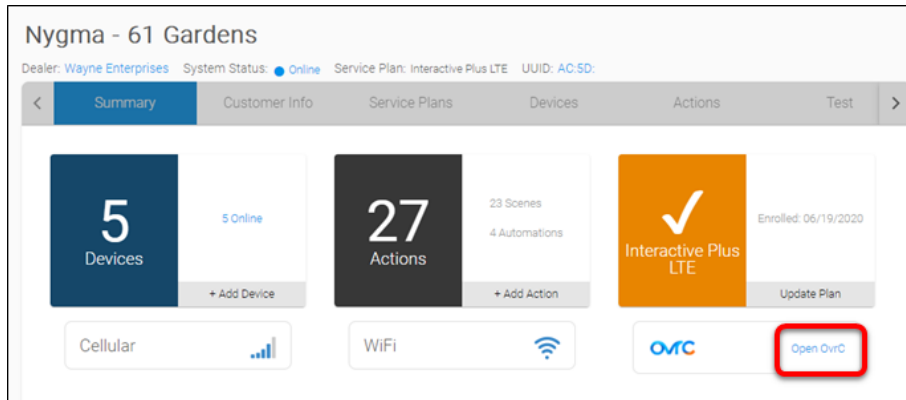 Nygma - 61 Gardens
Dealer: Wayne Enterprises System Status: Online Service Plan: Interactive Plus LTE UUID: AC:5D:
< Summary Customer Info Service Plans Devices Actions Test >
5
Devices
5 Online
+ Add Device
27
Actions
23 Scenes
4 Automations
+ Add Action
Interactive Plus
LTE
Enrolled: 06/19/2020
Update Plan
Cellular
WiFi
OvrC
Open OvrC